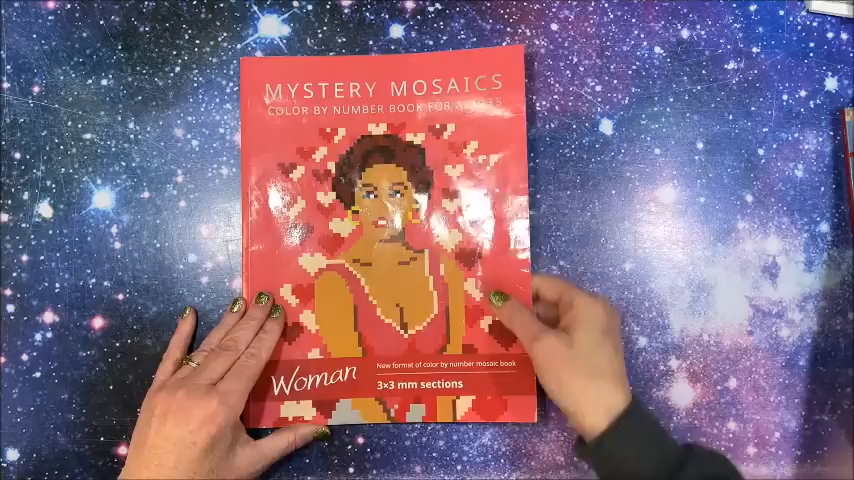 MYSTERY MOSAICS
COLOR BY NUMBER BOOK FOR ADULTS
Woman
New format of color by number mosaic book
3×3 mm sections